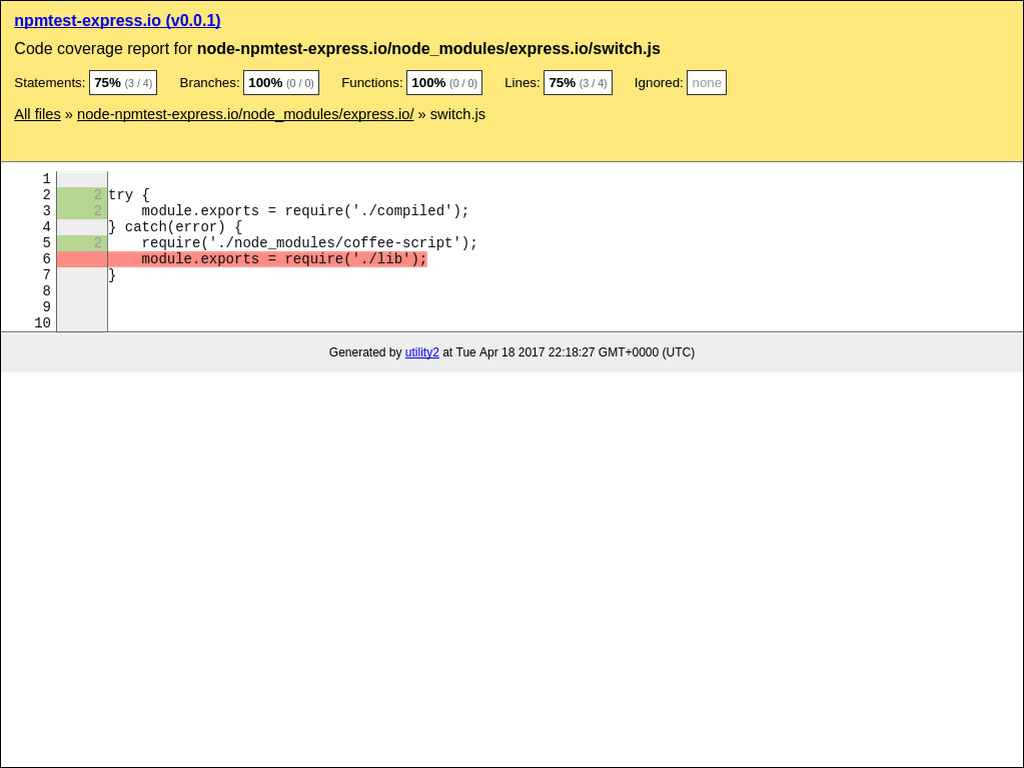 npmtest-express.io (v0.0.1)
Code coverage report for node-npmtest-express.io/node_modules/express.io/switch.js
Statements: 75% (3 / 4) Branches: 100% (0 / 0) Functions: 100% (0 / 0) Lines: 75% (3 / 4) Ignored: none
All files » node-npmtest-express.io/node_modules/express.io/ » switch.js
1
2 2 try {
3 2 module.exports = require('./compiled');
4 } catch(error) {
5 2 require('./node_modules/coffee-script');
6 module.exports = require('./lib');
7 }
8
9
10
Generated by utility2 at Tue Apr 18 2017 22:18:27 GMT+0000 (UTC)